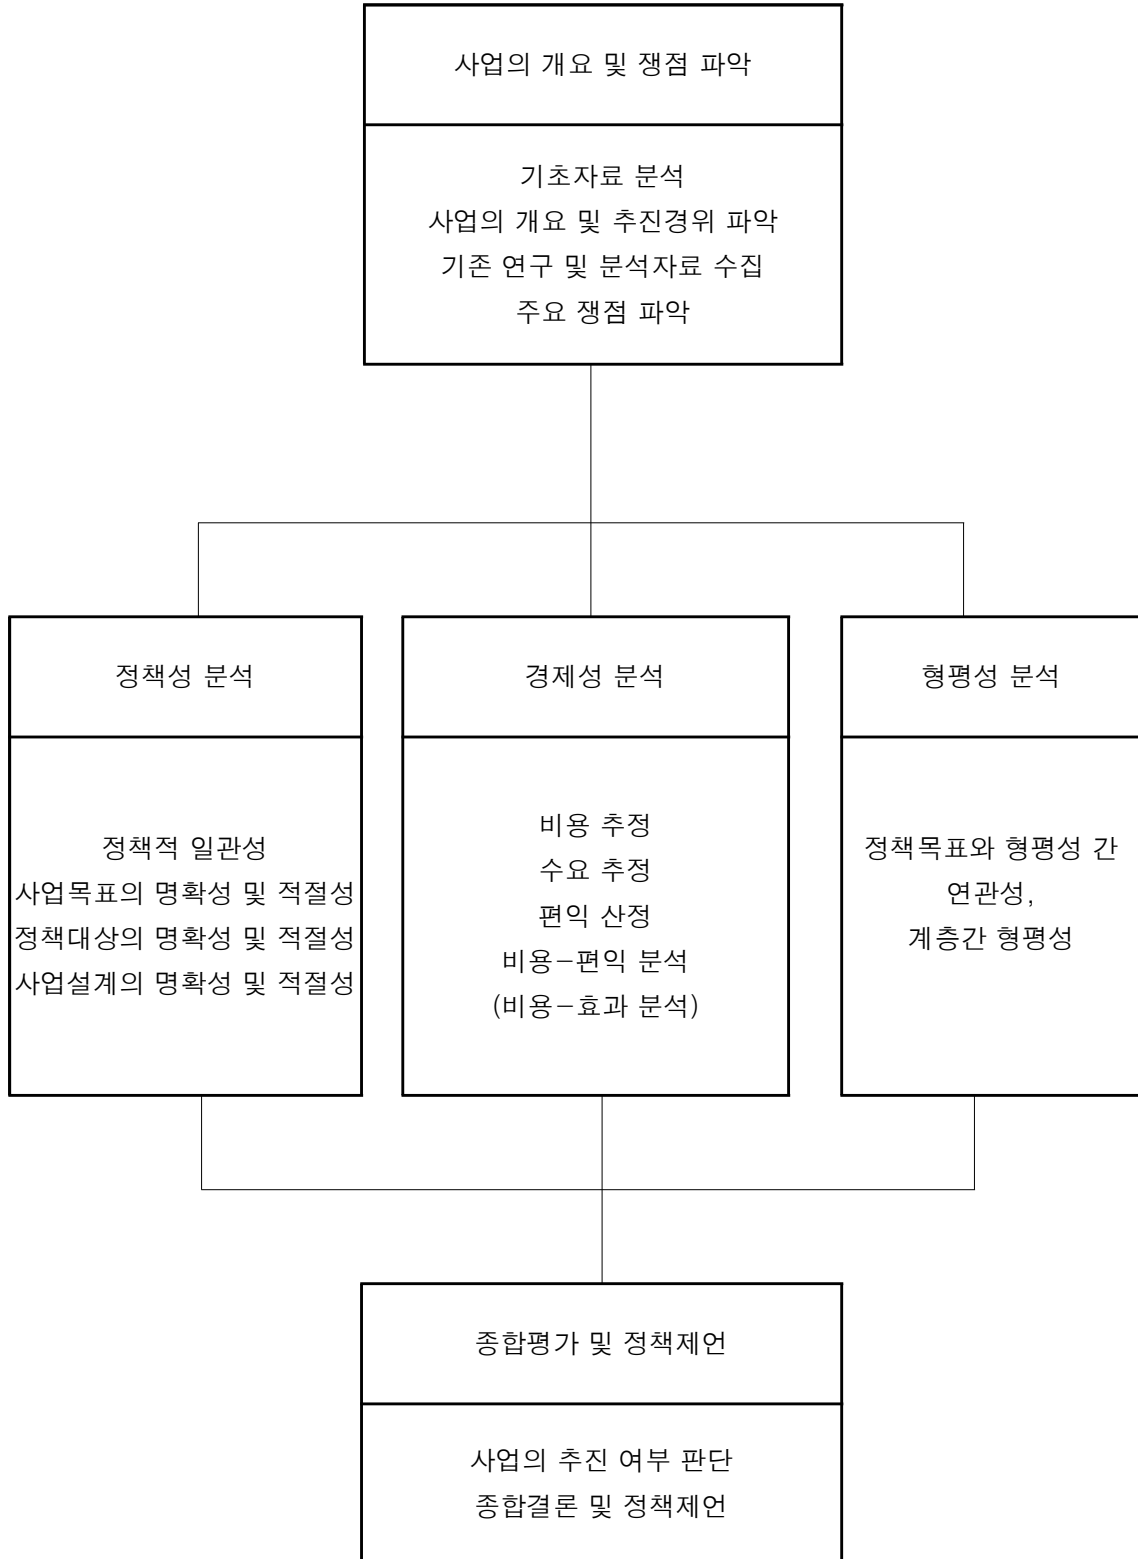 사업의 개요 및 쟁점 파악
기초자료 분석
사업의 개요 및 추진경위 파악
기존 연구 및 분석자료 수집
주요 쟁점 파악
정책성 분석
정책적 일관성
사업목표의 명확성 및 적절성
정책대상의 명확성 및 적절성
사업설계의 명확성 및 적절성
경제성 분석
비용 추정
수요 추정
편익 산정
비용-편익 분석
(비용-효과 분석)
형평성 분석
정책목표와 형평성 간
연관성,
계층간 형평성
종합평가 및 정책제언
사업의 추진 여부 판단
종합결론 및 정책제언